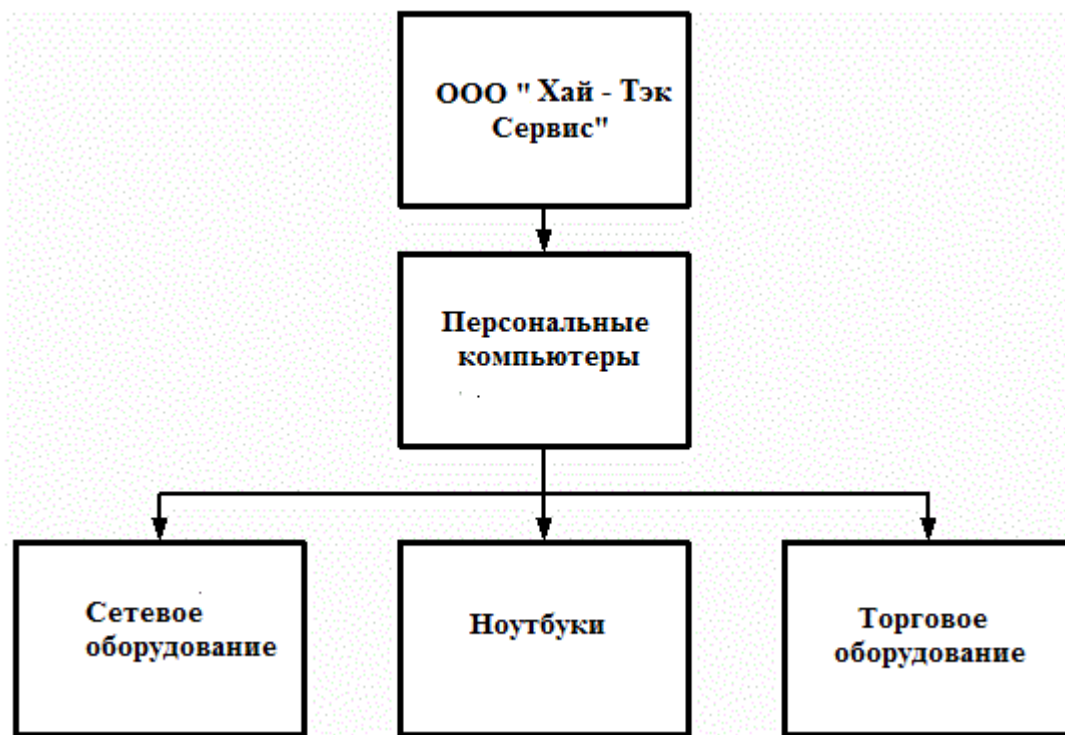 ООО " Хай - Тэк
Сервис"
Персональные
компьютеры
Сетевое
оборудование
Ноутбуки
Торговое
оборудование